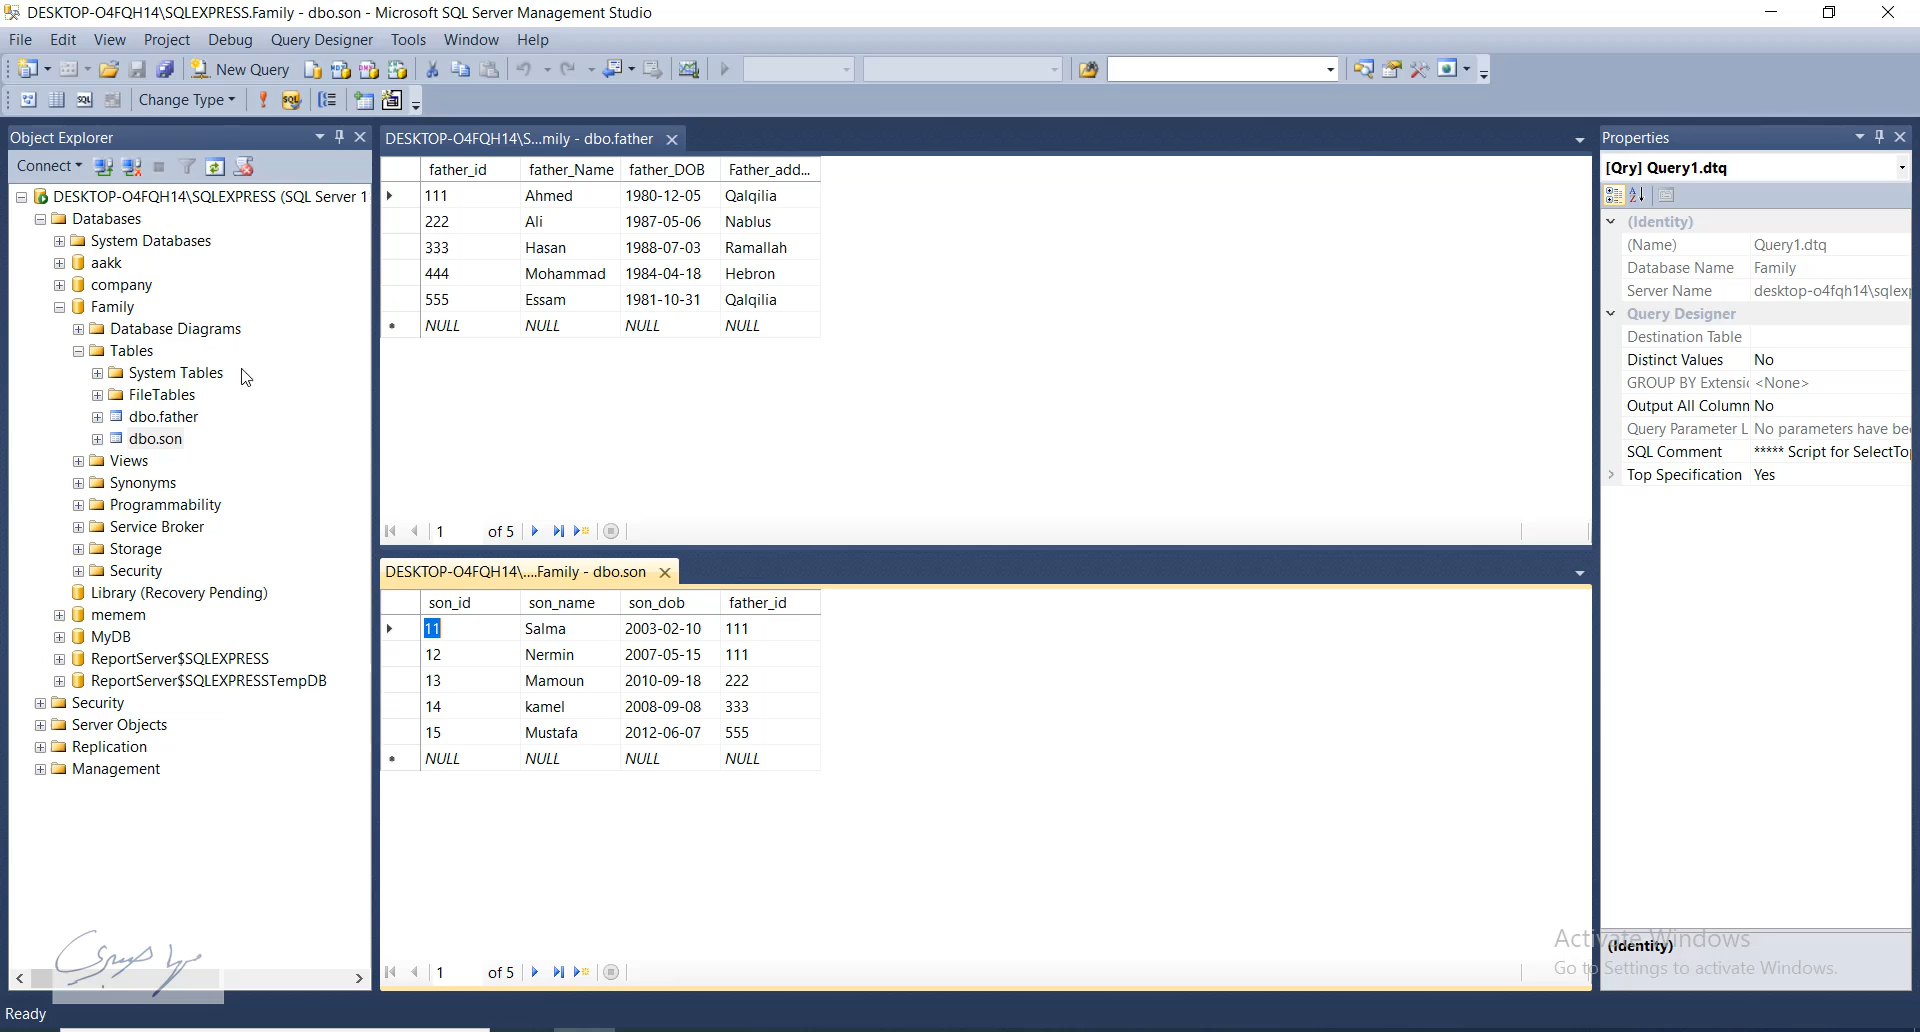 DESKTOP-O4FQH14\SQLEXPRESS.Family - dbo.son - Microsoft SQL Server Management Studio
File Edit View Project Debug Query Designer Tools Window Help
New Query
Change Type
Object Explorer
Connect
DESKTOP-O4FQH14\SQLEXPRESS (SQL Server 1
Databases
System Databases
aakk
company
Family
Database Diagrams
Tables
System Tables
FileTables
dbo.father
dbo.son
Views
Synonyms
Programmability
Service Broker
Storage
Security
Library (Recovery Pending)
memem
MyDB
ReportServer$SQLEXPRESS
ReportServer$SQLEXPRESSTempDB
Security
Server Objects
Replication
Management
DESKTOP-O4FQH14\S...mily - dbo.father
father_id father_Name father_DOB Father_add...
111 Ahmed 1980-12-05 Qalqilia
222 Ali 1987-05-06 Nablus
333 Hasan 1988-07-03 Ramallah
444 Mohammad 1984-04-18 Hebron
555 Essam 1981-10-31 Qalqilia
NULL NULL NULL NULL
1 of 5
DESKTOP-O4FQH14\....Family - dbo.son
son_id son_name son_dob father_id
11 Salma 2003-02-10 111
12 Nermin 2007-05-15 111
13 Mamoun 2010-09-18 222
14 kamel 2008-09-08 333
15 Mustafa 2012-06-07 555
NULL NULL NULL NULL
1 of 5
Properties
[Qry] Query1.dtq
(Identity)
(Name) Query1.dtq
Database Name Family
Server Name desktop-o4fqh14\sqlexp
Query Designer
Destination Table
Distinct Values No
GROUP BY Extensic <None>
Output All Column No
Query Parameter L No parameters have bee
SQL Comment ***** Script for SelectTop
Top Specification Yes
(Identity)
Activate Windows
Go to Settings to activate Windows.
Ready